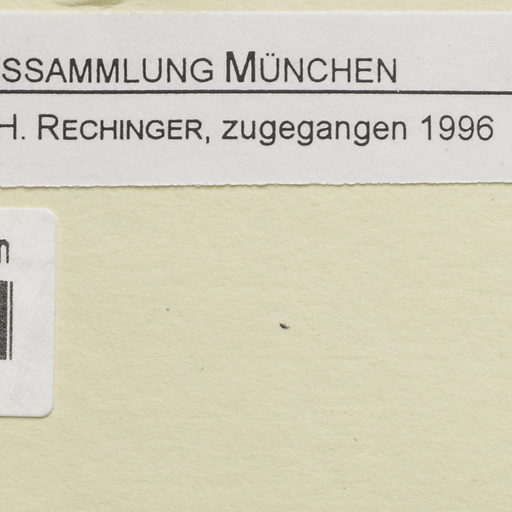 SSAMMLUNG MÜNCHEN
H. RECHINGER, zugegangen 1996
n